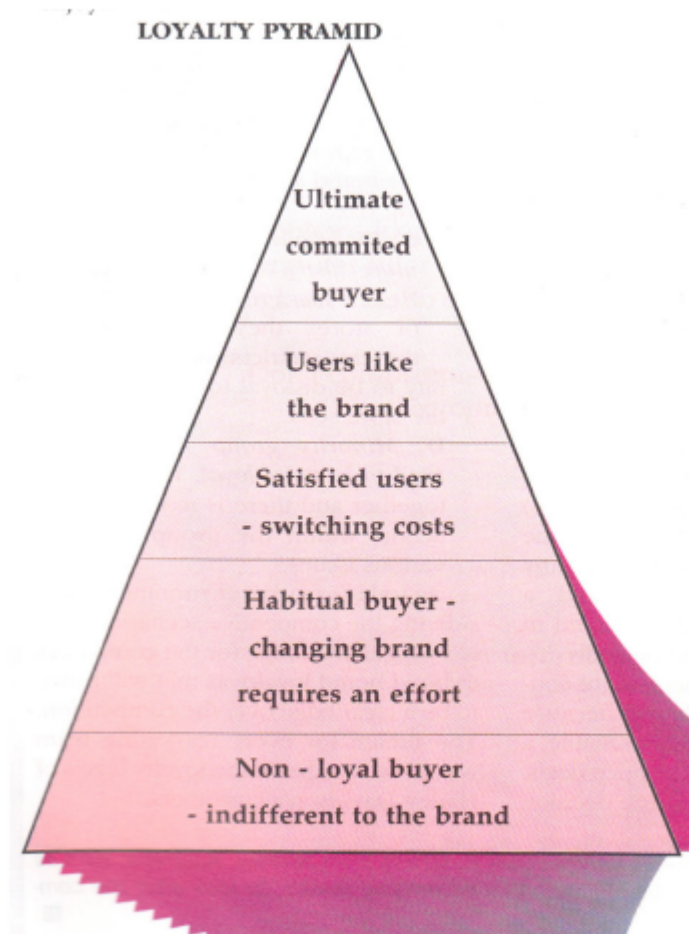 LOYALTY PYRAMID
Ultimate
commited
buyer
Users like
the brand
Satisfied users
- switching costs
Habitual buyer -
changing brand
requires an effort
Non - loyal buyer
- indifferent to the brand